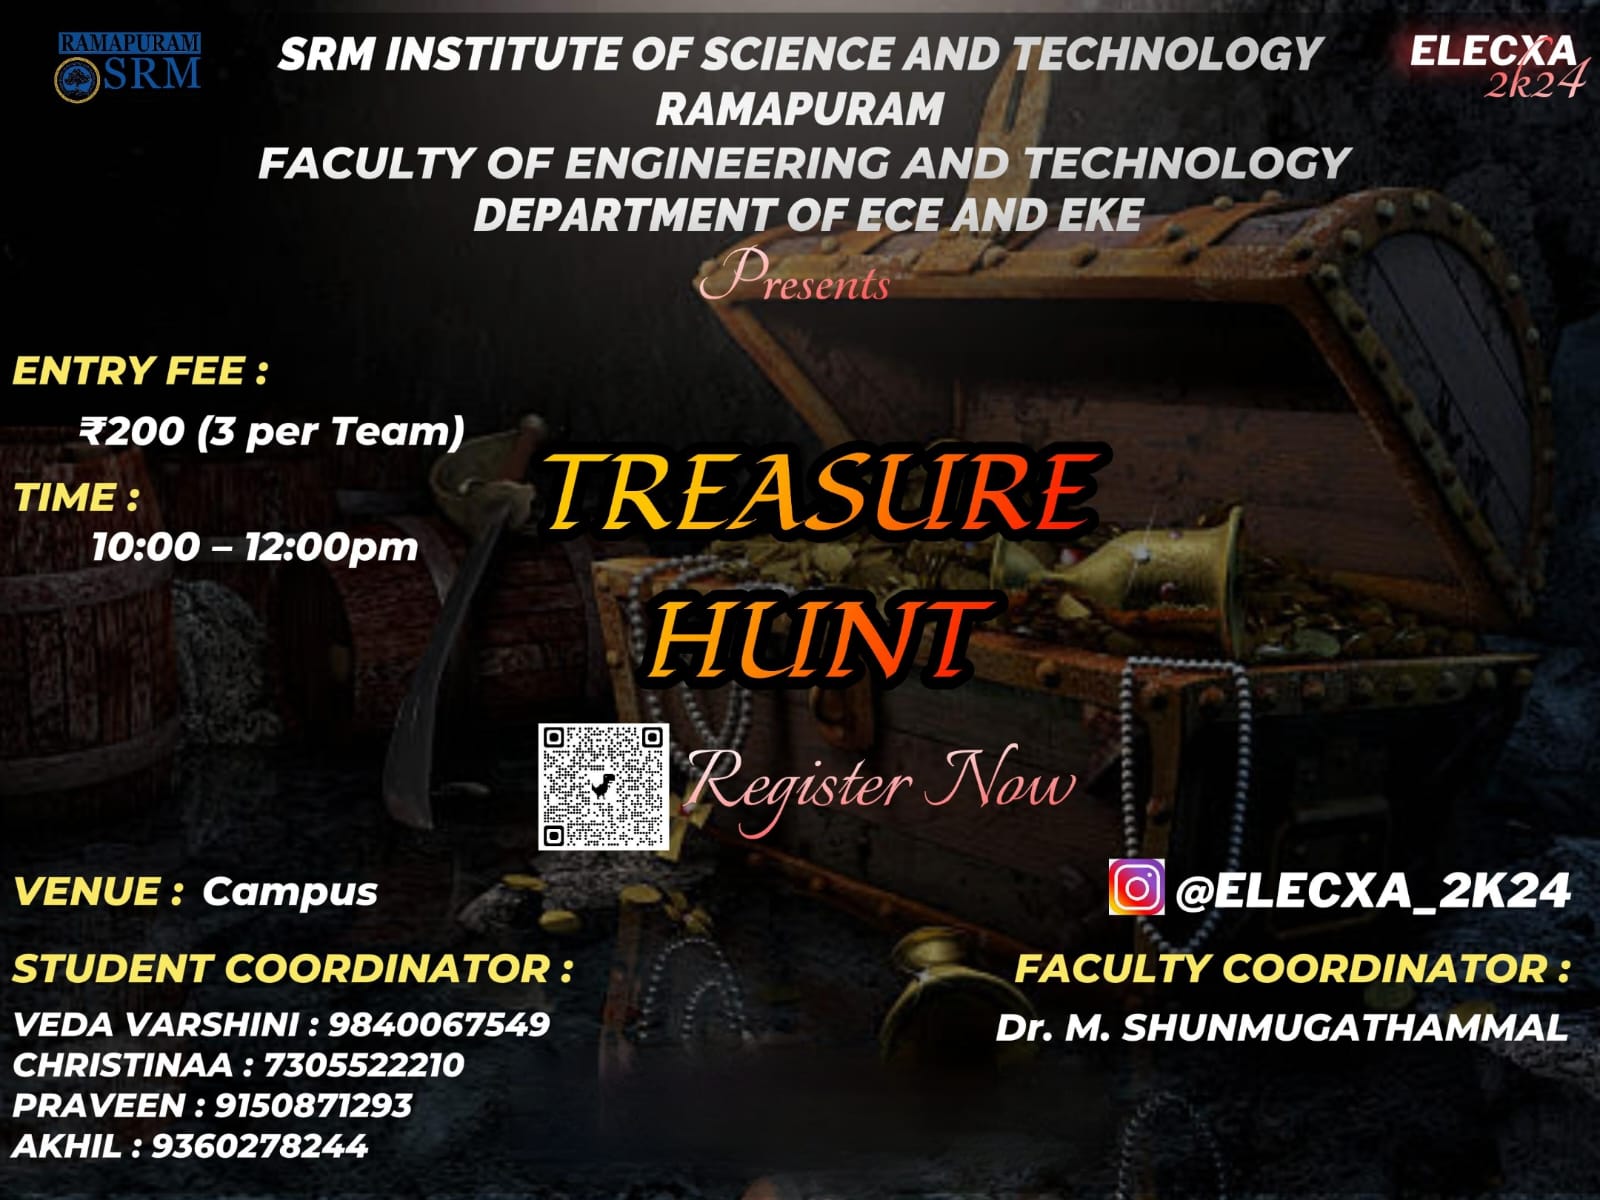 RAMAPURAM
SRM
SRM INSTITUTE OF SCIENCE AND TECHNOLOGY
RAMAPURAM
FACULTY OF ENGINEERING AND TECHNOLOGY
DEPARTMENT OF ECE AND EKE
ELECXA
2k24
Presents
ENTRY FEE :
₹200 (3 per Team)
TIME :
10:00 – 12:00pm
TREASURE
HUNT
Register Now
VENUE : Campus
@ELECXA_2K24
STUDENT COORDINATOR :
VEDA VARSHINI : 9840067549
CHRISTINAA : 7305522210
PRAVEEN : 9150871293
AKHIL : 9360278244
FACULTY COORDINATOR :
Dr. M. SHUNMUGATHAMMAL